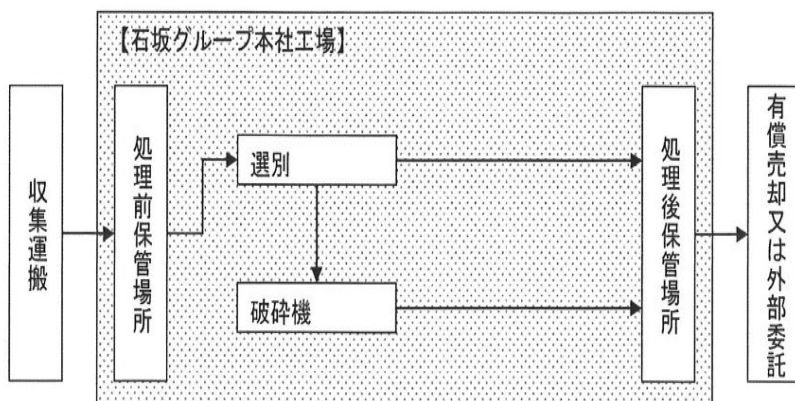 【石坂グループ本社工場】
収集運搬
処理前保管場所
選別
破砕機
処理後保管場所
有償売却又は外部委託